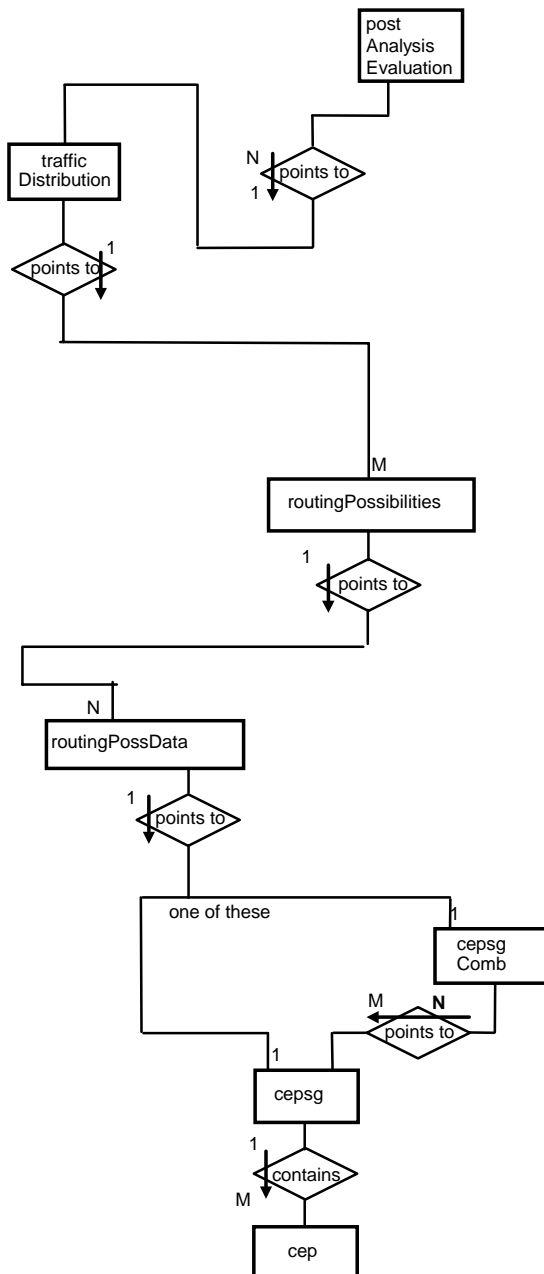 post
Analysis
Evaluation
N
points to
1
traffic
Distribution
1
points to
M
routingPossibilities
1
points to
N
routingPossData
1
points to
one of these
1
cepsg
Comb
M N
points to
1
cepsg
1
contains
M
cep